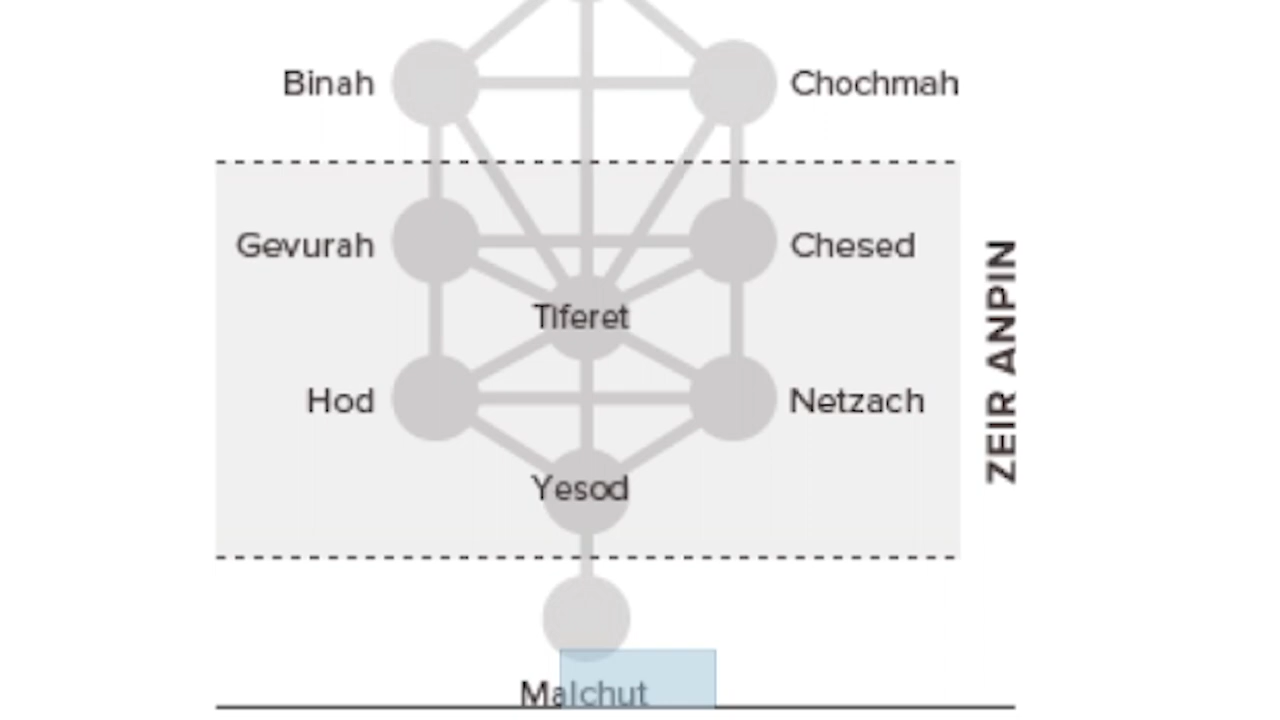 Binah
Chochmah
Gevurah
Chesed
Tiferet
Hod
Netzach
Yesod
ZEIR ANPIN
Malchut